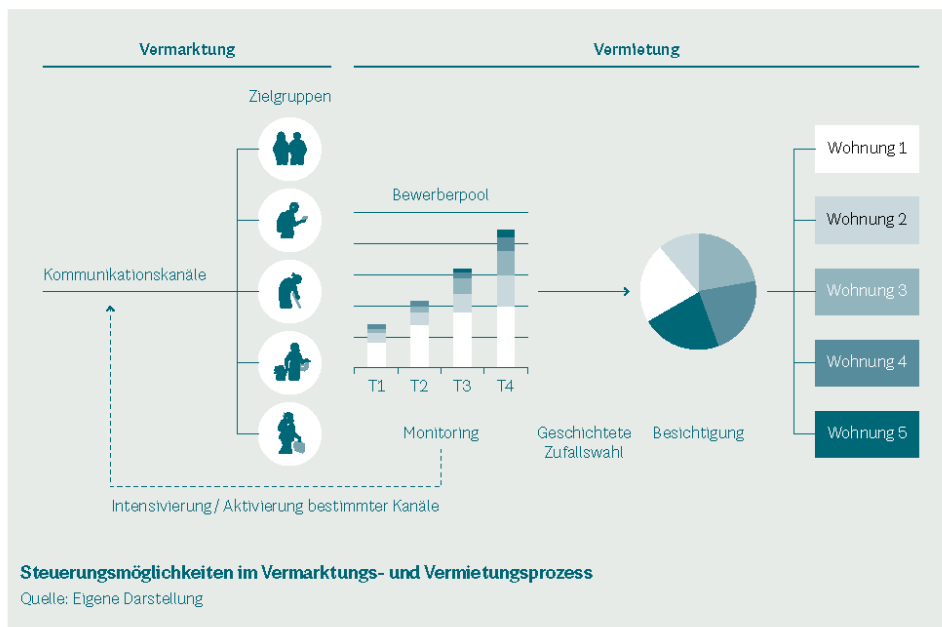 Vermarktung
Vermietung
Zielgruppen
Kommunikationskanäle
Bewerberpool
T1
T2
T3
T4
Monitoring
Geschichtete
Zufallswahl
Besichtigung
Wohnung 1
Wohnung 2
Wohnung 3
Wohnung 4
Wohnung 5
Intensivierung / Aktivierung bestimmter Kanäle
Steuerungsmöglichkeiten im Vermarktungs- und Vermietungsprozess
Quelle: Eigene Darstellung